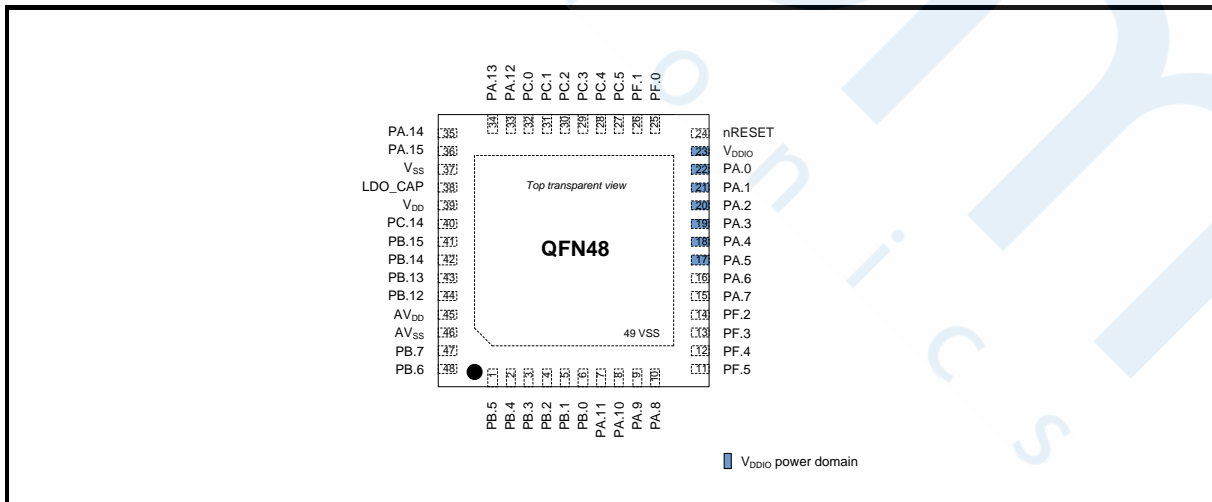 PA.13
PA.12
PC.0
PC.1
PC.2
PC.3
PC.4
PC.5
PF.1
PF.0
34
33
32
31
30
29
28
27
26
25
PA.14 35
PA.15 36
VSS 37
LDO_CAP 38
VDD 39
PC.14 40
PB.15 41
PB.14 42
PB.13 43
PB.12 44
AVDD 45
AVSS 46
PB.7 47
PB.6 48
Top transparent view
QFN48
49 VSS
24 nRESET
23 VDDIO
22 PA.0
21 PA.1
20 PA.2
19 PA.3
18 PA.4
17 PA.5
16 PA.6
15 PA.7
14 PF.2
13 PF.3
12 PF.4
11 PF.5
1
2
3
4
5
6
7
8
9
10
PB.5
PB.4
PB.3
PB.2
PB.1
PB.0
PA.11
PA.10
PA.9
PA.8
VDDIO power domain
o
n
i
c
s